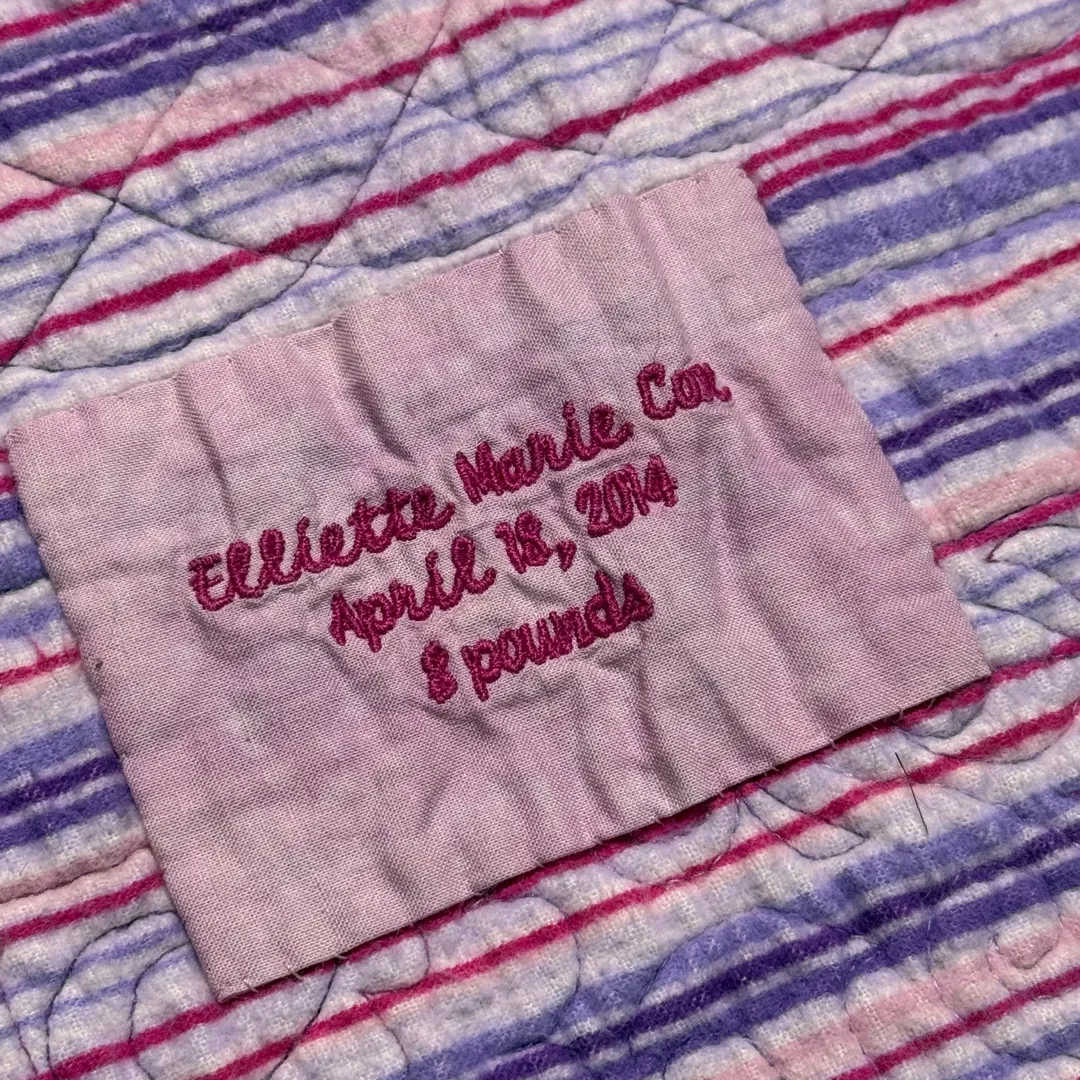 Elliette Marie Cox
April 18, 2014
8 pounds